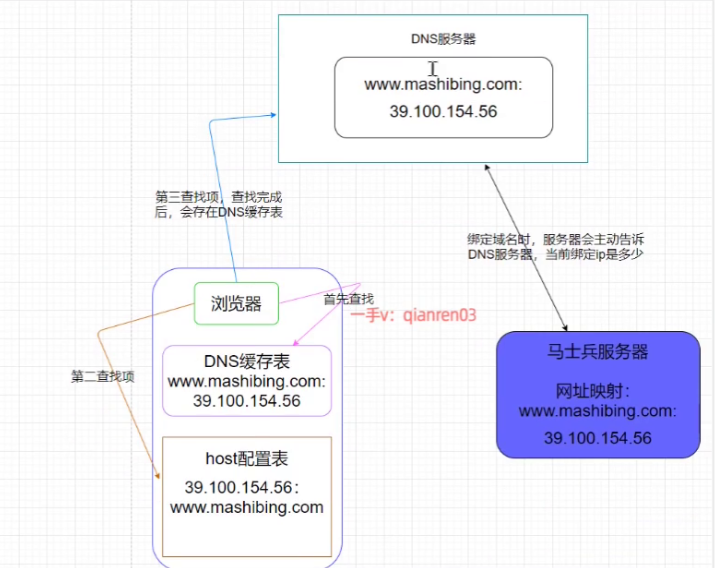 DNS服务器
www.mashibing.com:
39.100.154.56
第三查找项，查找完成
后，会存在DNS缓存表
绑定域名时，服务器会主动告诉
DNS服务器，当前绑定ip是多少
浏览器
首先查找
一手v：qianren03
第二查找项
DNS缓存表
www.mashibing.com:
39.100.154.56
host配置表
39.100.154.56：
www.mashibing.com
马士兵服务器
网址映射：
www.mashibing.com:
39.100.154.56